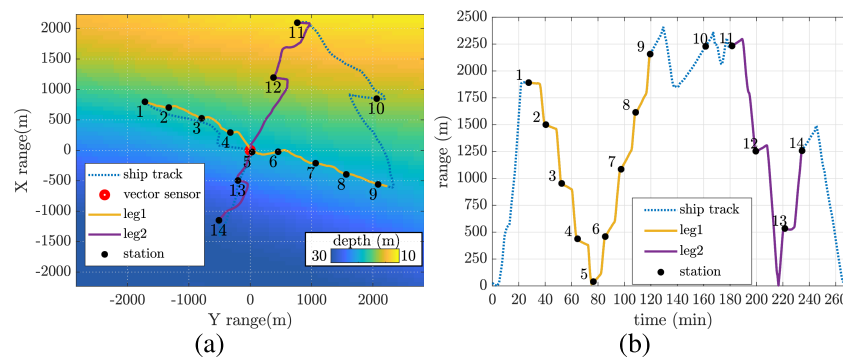 2000
1500
1000
500
0
-500
-1000
-1500
-2000
X range(m)
-2000 -1000 0 1000 2000
Y range(m)
1 2 3 4 5 6 7 8 9 10 11 12 13 14
ship track
vector sensor
leg1
leg2
station
depth (m)
30 10
(a)
2500
2250
2000
1750
1500
1250
1000
750
500
250
0
range (m)
0 20 40 60 80 100 120 140 160 180 200 220 240 260
time (min)
1 2 3 4 5 6 7 8 9 10 11 12 13 14
ship track
leg1
leg2
station
(b)